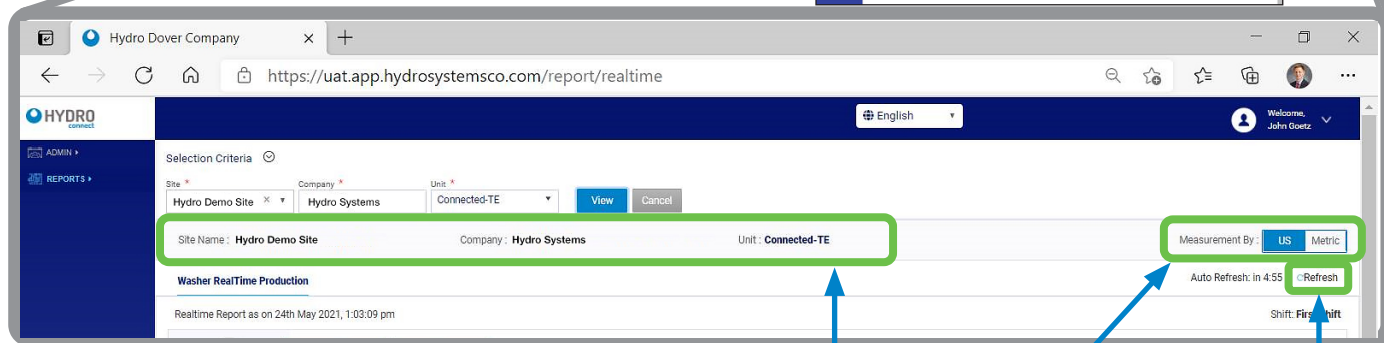 Hydro Dover Company
https://uat.app.hydrosystemsco.com/report/realtime
HYDRO
connect
English
Welcome,
John Goetz
ADMIN
REPORTS
Selection Criteria
Site * Company * Unit *
Hydro Demo Site × Hydro Systems Connected-TE View Cancel
Site Name : Hydro Demo Site Company : Hydro Systems Unit : Connected-TE Measurement By : US Metric
Washer RealTime Production Auto Refresh: in 4:55 Refresh
Realtime Report as on 24th May 2021, 1:03:09 pm Shift: First Shift